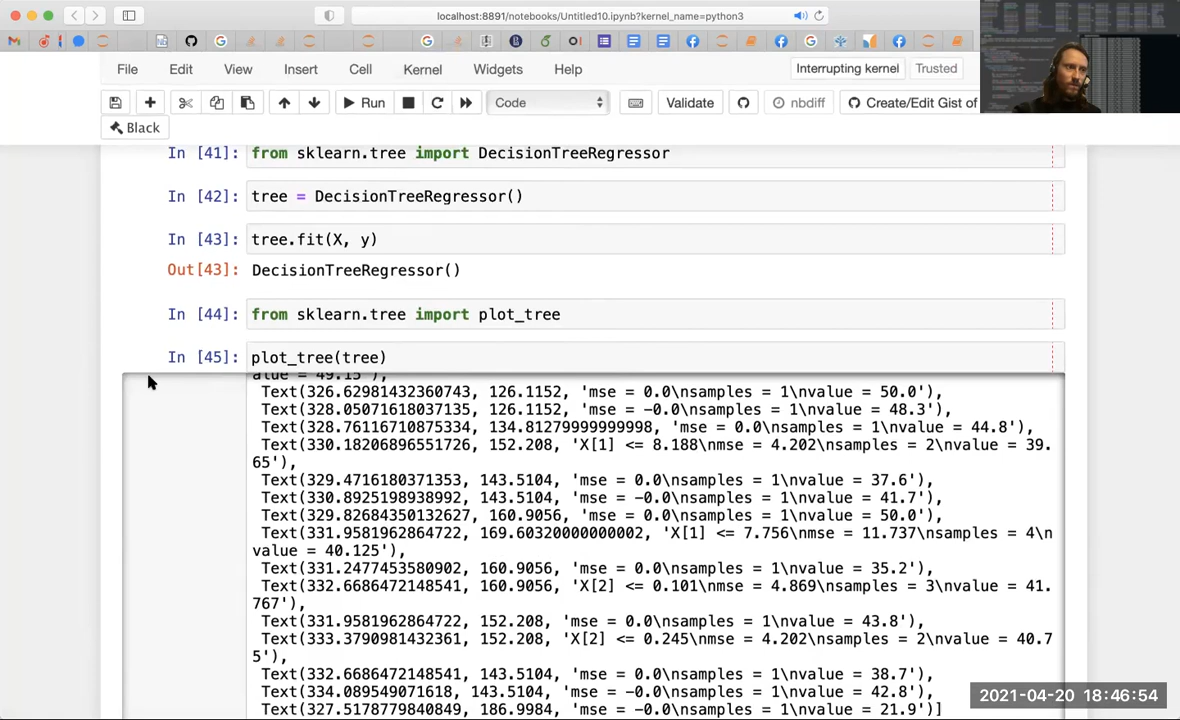 localhost:8891/notebooks/Untitled10.ipynb?kernel_name=python3
File Edit View Insert Cell Kernel Widgets Help Interrupting kernel Trusted
Run Code Validate nbdiff Create/Edit Gist of
Black
In [41]: from sklearn.tree import DecisionTreeRegressor
In [42]: tree = DecisionTreeRegressor()
In [43]: tree.fit(X, y)
Out[43]: DecisionTreeRegressor()
In [44]: from sklearn.tree import plot_tree
In [45]: plot_tree(tree)
alue = 49.15'),
Text(326.62981432360743, 126.1152, 'mse = 0.0\nsamples = 1\nvalue = 50.0'),
Text(328.05071618037135, 126.1152, 'mse = -0.0\nsamples = 1\nvalue = 48.3'),
Text(328.76116710875334, 134.81279999999998, 'mse = 0.0\nsamples = 1\nvalue = 44.8'),
Text(330.18206896551726, 152.208, 'X[1] <= 8.188\nmse = 4.202\nsamples = 2\nvalue = 39.
65'),
Text(329.4716180371353, 143.5104, 'mse = 0.0\nsamples = 1\nvalue = 37.6'),
Text(330.8925198938992, 143.5104, 'mse = -0.0\nsamples = 1\nvalue = 41.7'),
Text(329.82684350132627, 160.9056, 'mse = 0.0\nsamples = 1\nvalue = 50.0'),
Text(331.9581962864722, 169.60320000000002, 'X[1] <= 7.756\nmse = 11.737\nsamples = 4\n
value = 40.125'),
Text(331.2477453580902, 160.9056, 'mse = 0.0\nsamples = 1\nvalue = 35.2'),
Text(332.6686472148541, 160.9056, 'X[2] <= 0.101\nmse = 4.869\nsamples = 3\nvalue = 41.
767'),
Text(331.9581962864722, 152.208, 'mse = 0.0\nsamples = 1\nvalue = 43.8'),
Text(333.3790981432361, 152.208, 'X[2] <= 0.245\nmse = 4.202\nsamples = 2\nvalue = 40.7
5'),
Text(332.6686472148541, 143.5104, 'mse = 0.0\nsamples = 1\nvalue = 38.7'),
Text(334.089549071618, 143.5104, 'mse = -0.0\nsamples = 1\nvalue = 42.8'),
Text(327.5178779840849, 186.9984, 'mse = -0.0\nsamples = 1\nvalue = 21.9')]
2021-04-20 18:46:54